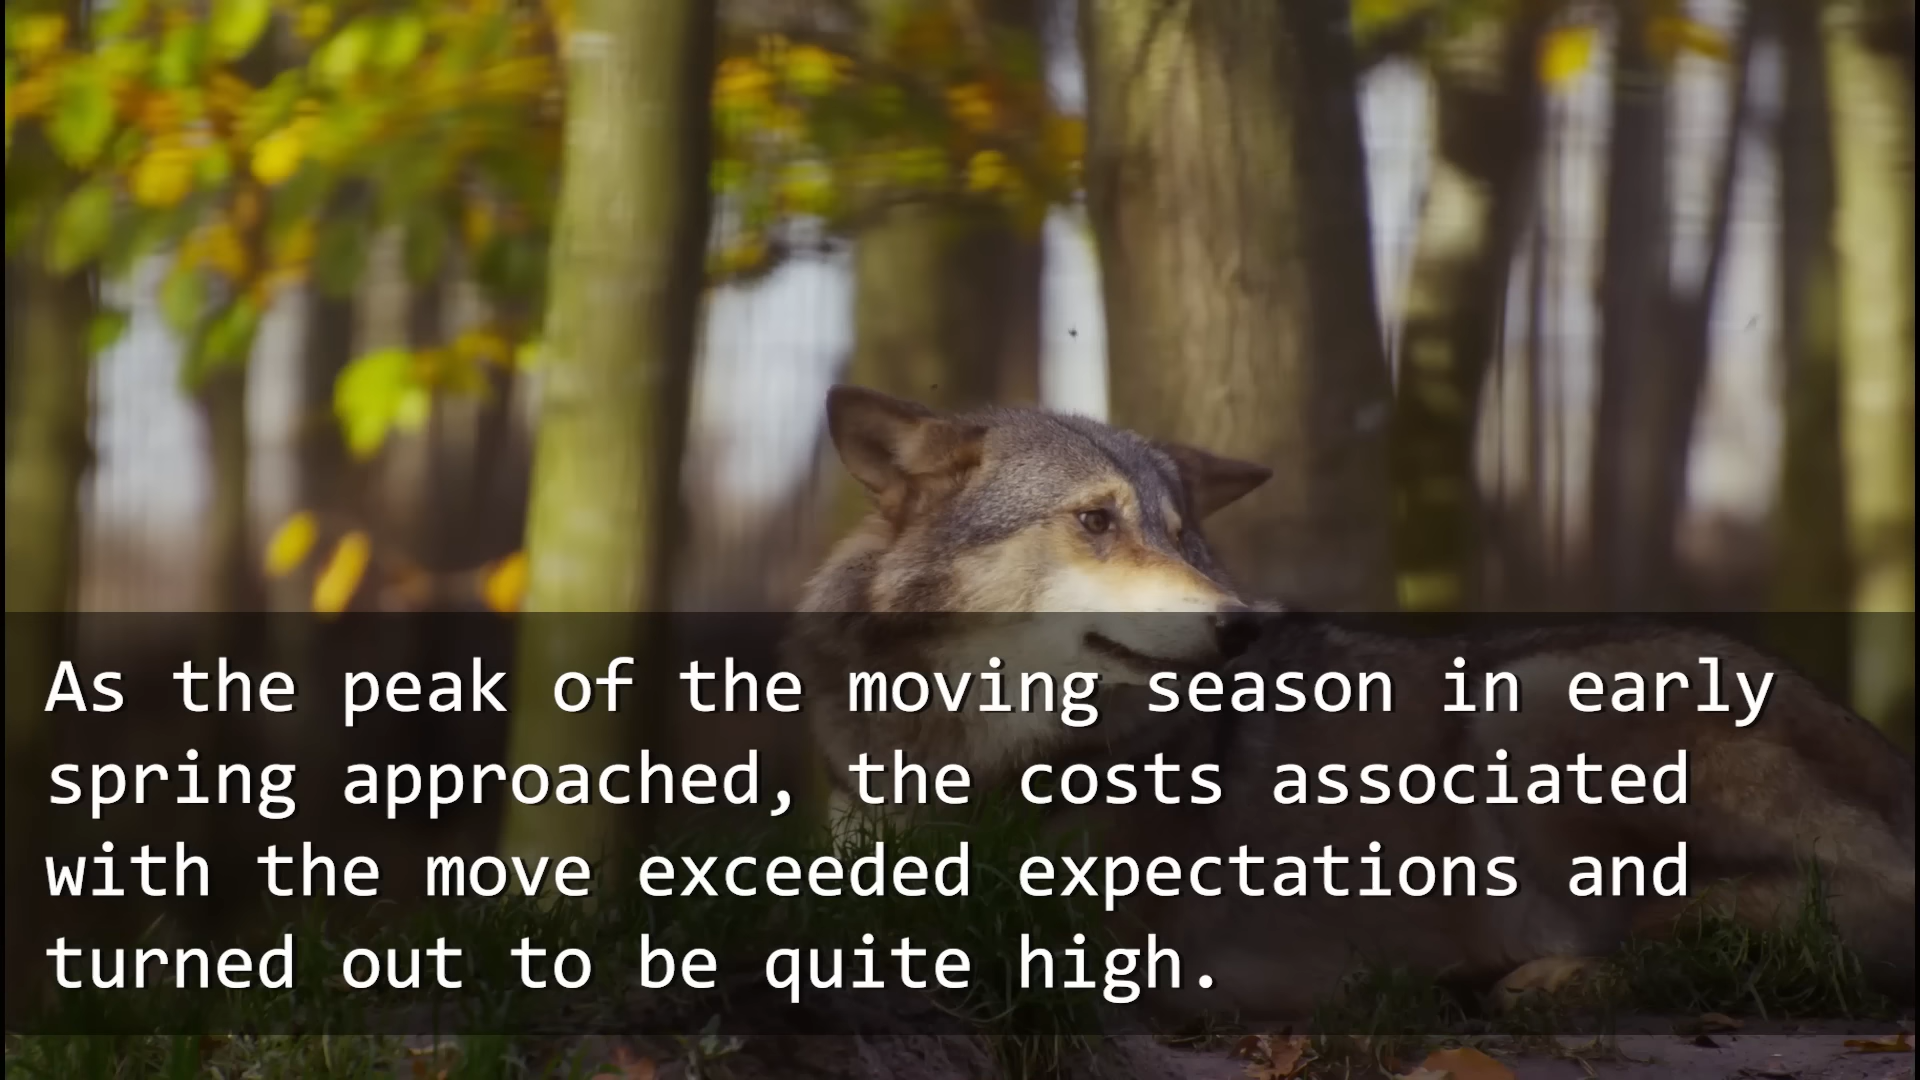 As the peak of the moving season in early
spring approached, the costs associated
with the move exceeded expectations and
turned out to be quite high.